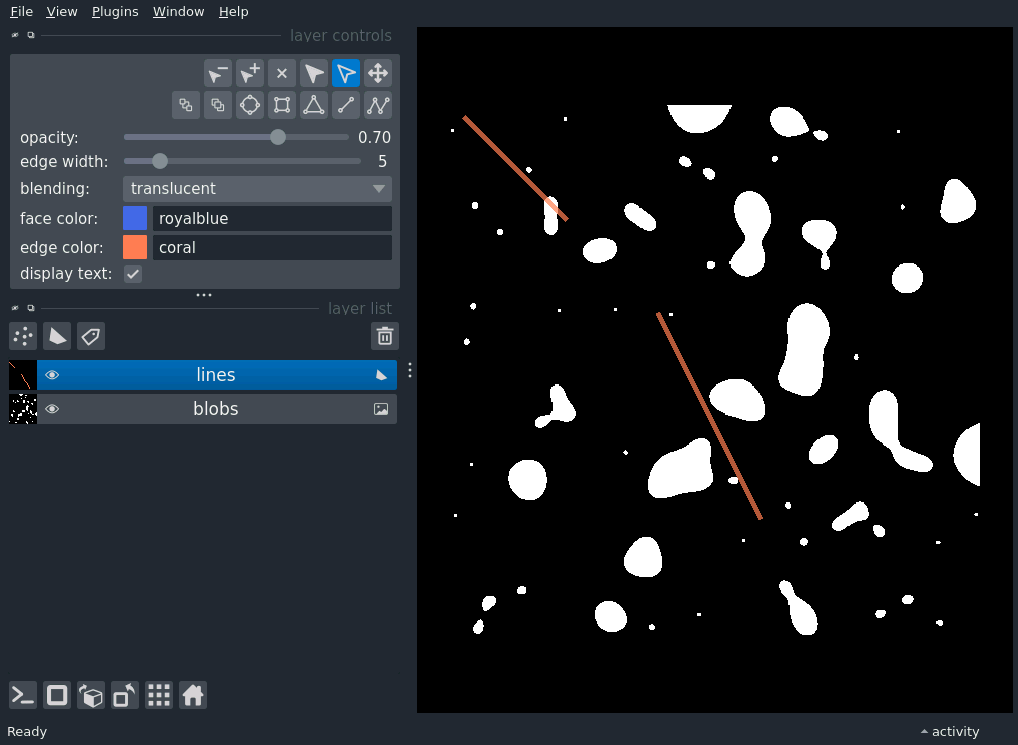 File View Plugins Window Help
layer controls
opacity: 0.70
edge width: 5
blending: translucent
face color: royalblue
edge color: coral
display text:
layer list
lines
blobs
Ready activity